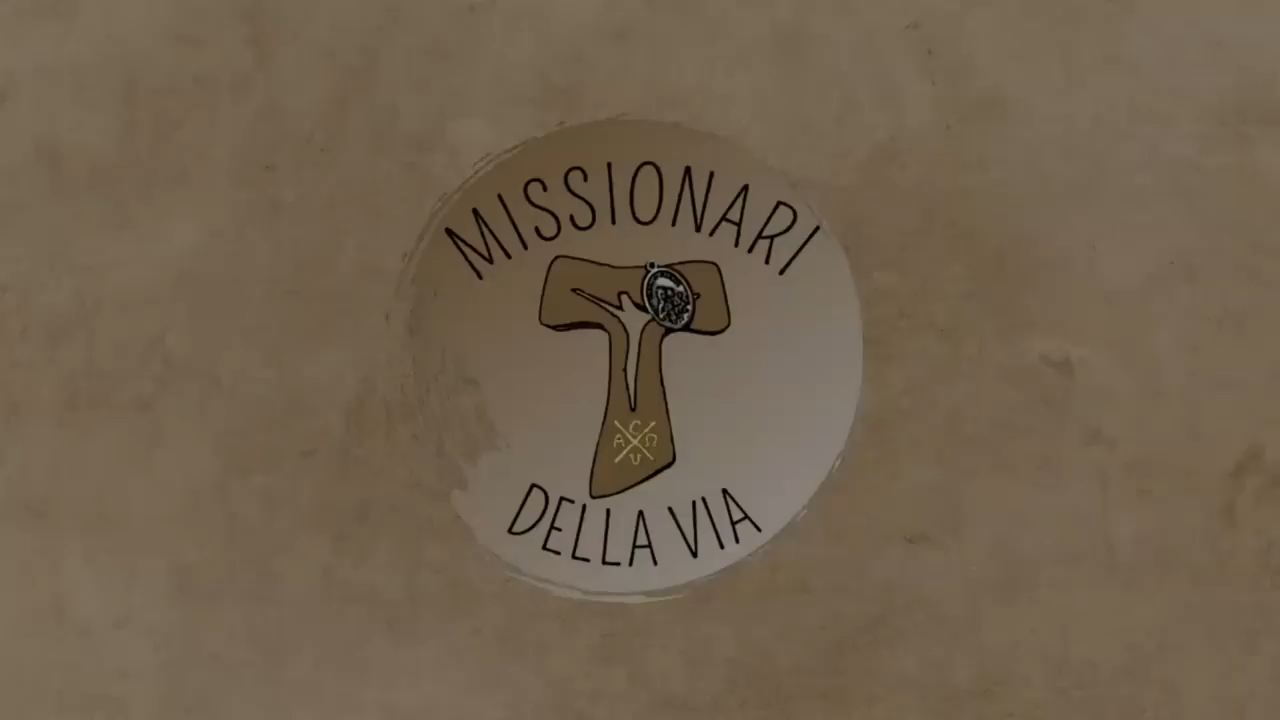 MISSIONARI
C
Α Ω
U
DELLA VIA